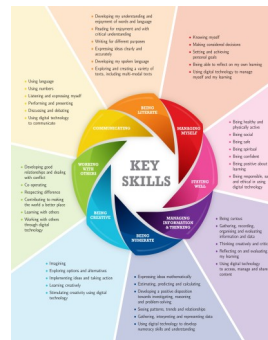 Developing my understanding and
enjoyment of words and language
Reading for enjoyment and with
critical understanding
Writing for different purposes
Expressing ideas clearly and
accurately
Developing my spoken language
Exploring and creating a variety of
texts, including multi-modal texts
Knowing myself
Making considered decisions
Setting and achieving
personal goals
Being able to reflect on my own learning
Using digital technology to manage
myself and my learning
Using language
Using numbers
Listening and expressing myself
Performing and presenting
Discussing and debating
Using digital technology
to communicate
Being healthy and
physically active
Being social
Being safe
Being spiritual
Being confident
Being positive about
learning
Being responsible, sa
and ethical in using
digital technology
BEING
LITERATE
MANAGING
MYSELF
COMMUNICATING
STAYING
WELL
WORKING
WITH
OTHERS
KEY
SKILLS
MANAGING
INFORMATION
& THINKING
BEING
CREATIVE
BEING
NUMERATE
Developing good
relationships and dealing
with conflict
Co-operating
Respecting difference
Contributing to making
the world a better place
Learning with others
Working with others
through digital
technology
Being curious
Gathering, recording,
organising and evaluating
information and data
Thinking creatively and critic
Reflecting on and evaluating
my learning
Using digital technology
to access, manage and share
content
Imagining
Exploring options and alternatives
Implementing ideas and taking action
Learning creatively
Stimulating creativity using digital
technology
Expressing ideas mathematically
Estimating, predicting and calculating
Developing a positive disposition
towards investigating, reasoning
and problem-solving
Seeing patterns, trends and relationships
Gathering, interpreting and representing data
Using digital technology to develop
numeracy skills and understanding